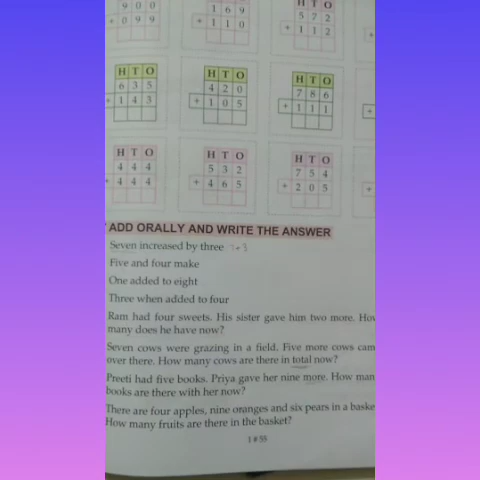 9 0 0
+ 0 9 9
1 6 9
+ 1 1 0
H T O
5 7 2
+ 1 1 2
+
H T O
6 3 5
+ 1 4 3
H T O
4 2 0
+ 1 0 5
H T O
7 8 6
+ 1 1 1
+
H T O
4 4 4
+ 4 4 4
H T O
5 3 2
+ 4 6 5
H T O
7 5 4
+ 2 0 5
+
ADD ORALLY AND WRITE THE ANSWER
Seven increased by three
Five and four make
One added to eight
Three when added to four
Ram had four sweets. His sister gave him two more. Ho
many does he have now?
Seven cows were grazing in a field. Five more cows cam
over there. How many cows are there in total now?
Preeti had five books. Priya gave her nine more. How man
books are there with her now?
There are four apples, nine oranges and six pears in a baske
How many fruits are there in the basket?